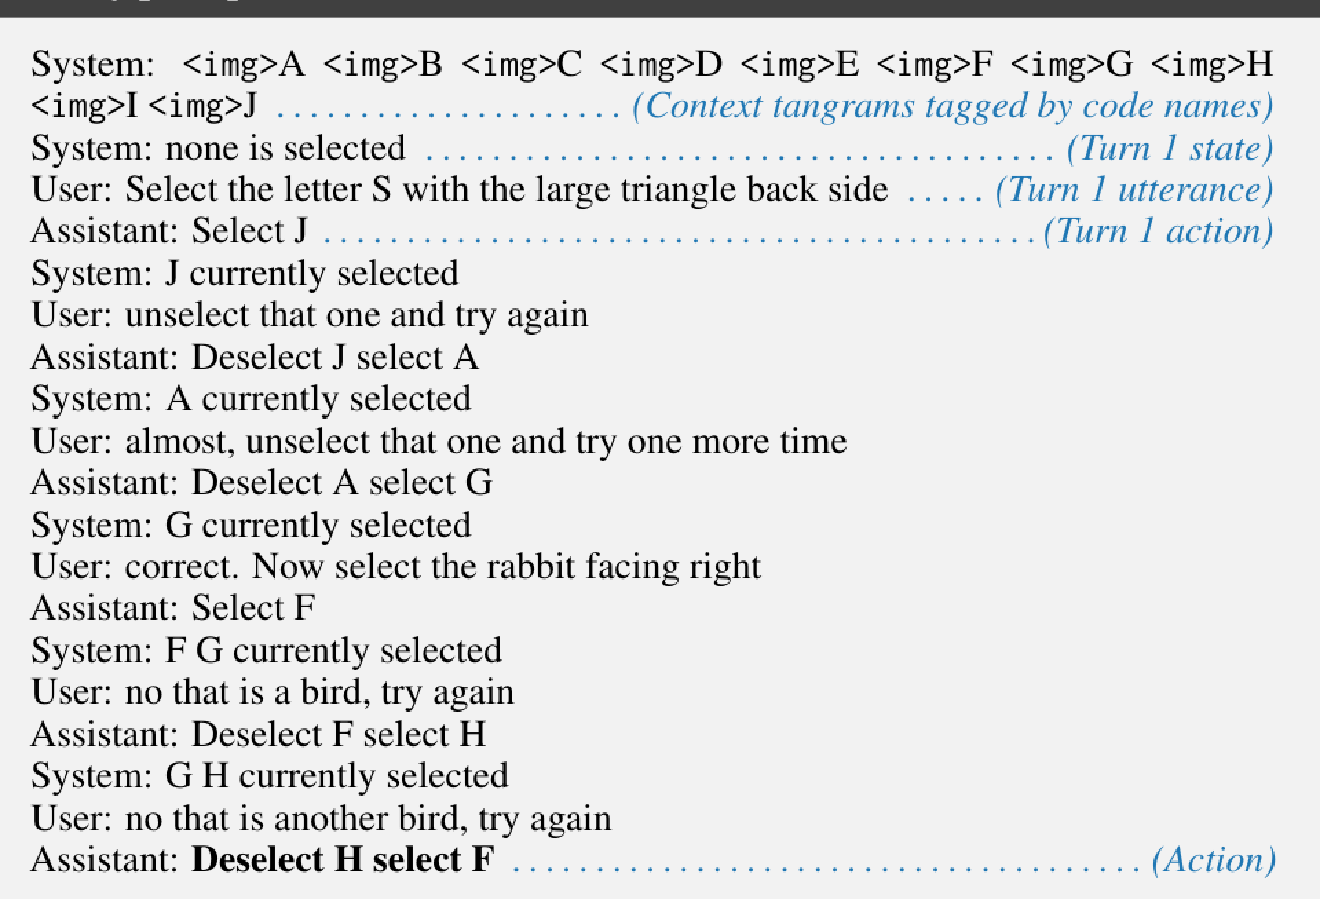 System: <img>A <img>B <img>C <img>D <img>E <img>F <img>G <img>H
<img>I <img>J ..................... (Context tangrams tagged by code names)
System: none is selected ...................................... (Turn 1 state)
User: Select the letter S with the large triangle back side ..... (Turn 1 utterance)
Assistant: Select J ........................................... (Turn 1 action)
System: J currently selected
User: unselect that one and try again
Assistant: Deselect J select A
System: A currently selected
User: almost, unselect that one and try one more time
Assistant: Deselect A select G
System: G currently selected
User: correct. Now select the rabbit facing right
Assistant: Select F
System: F G currently selected
User: no that is a bird, try again
Assistant: Deselect F select H
System: G H currently selected
User: no that is another bird, try again
Assistant: Deselect H select F ...................................... (Action)